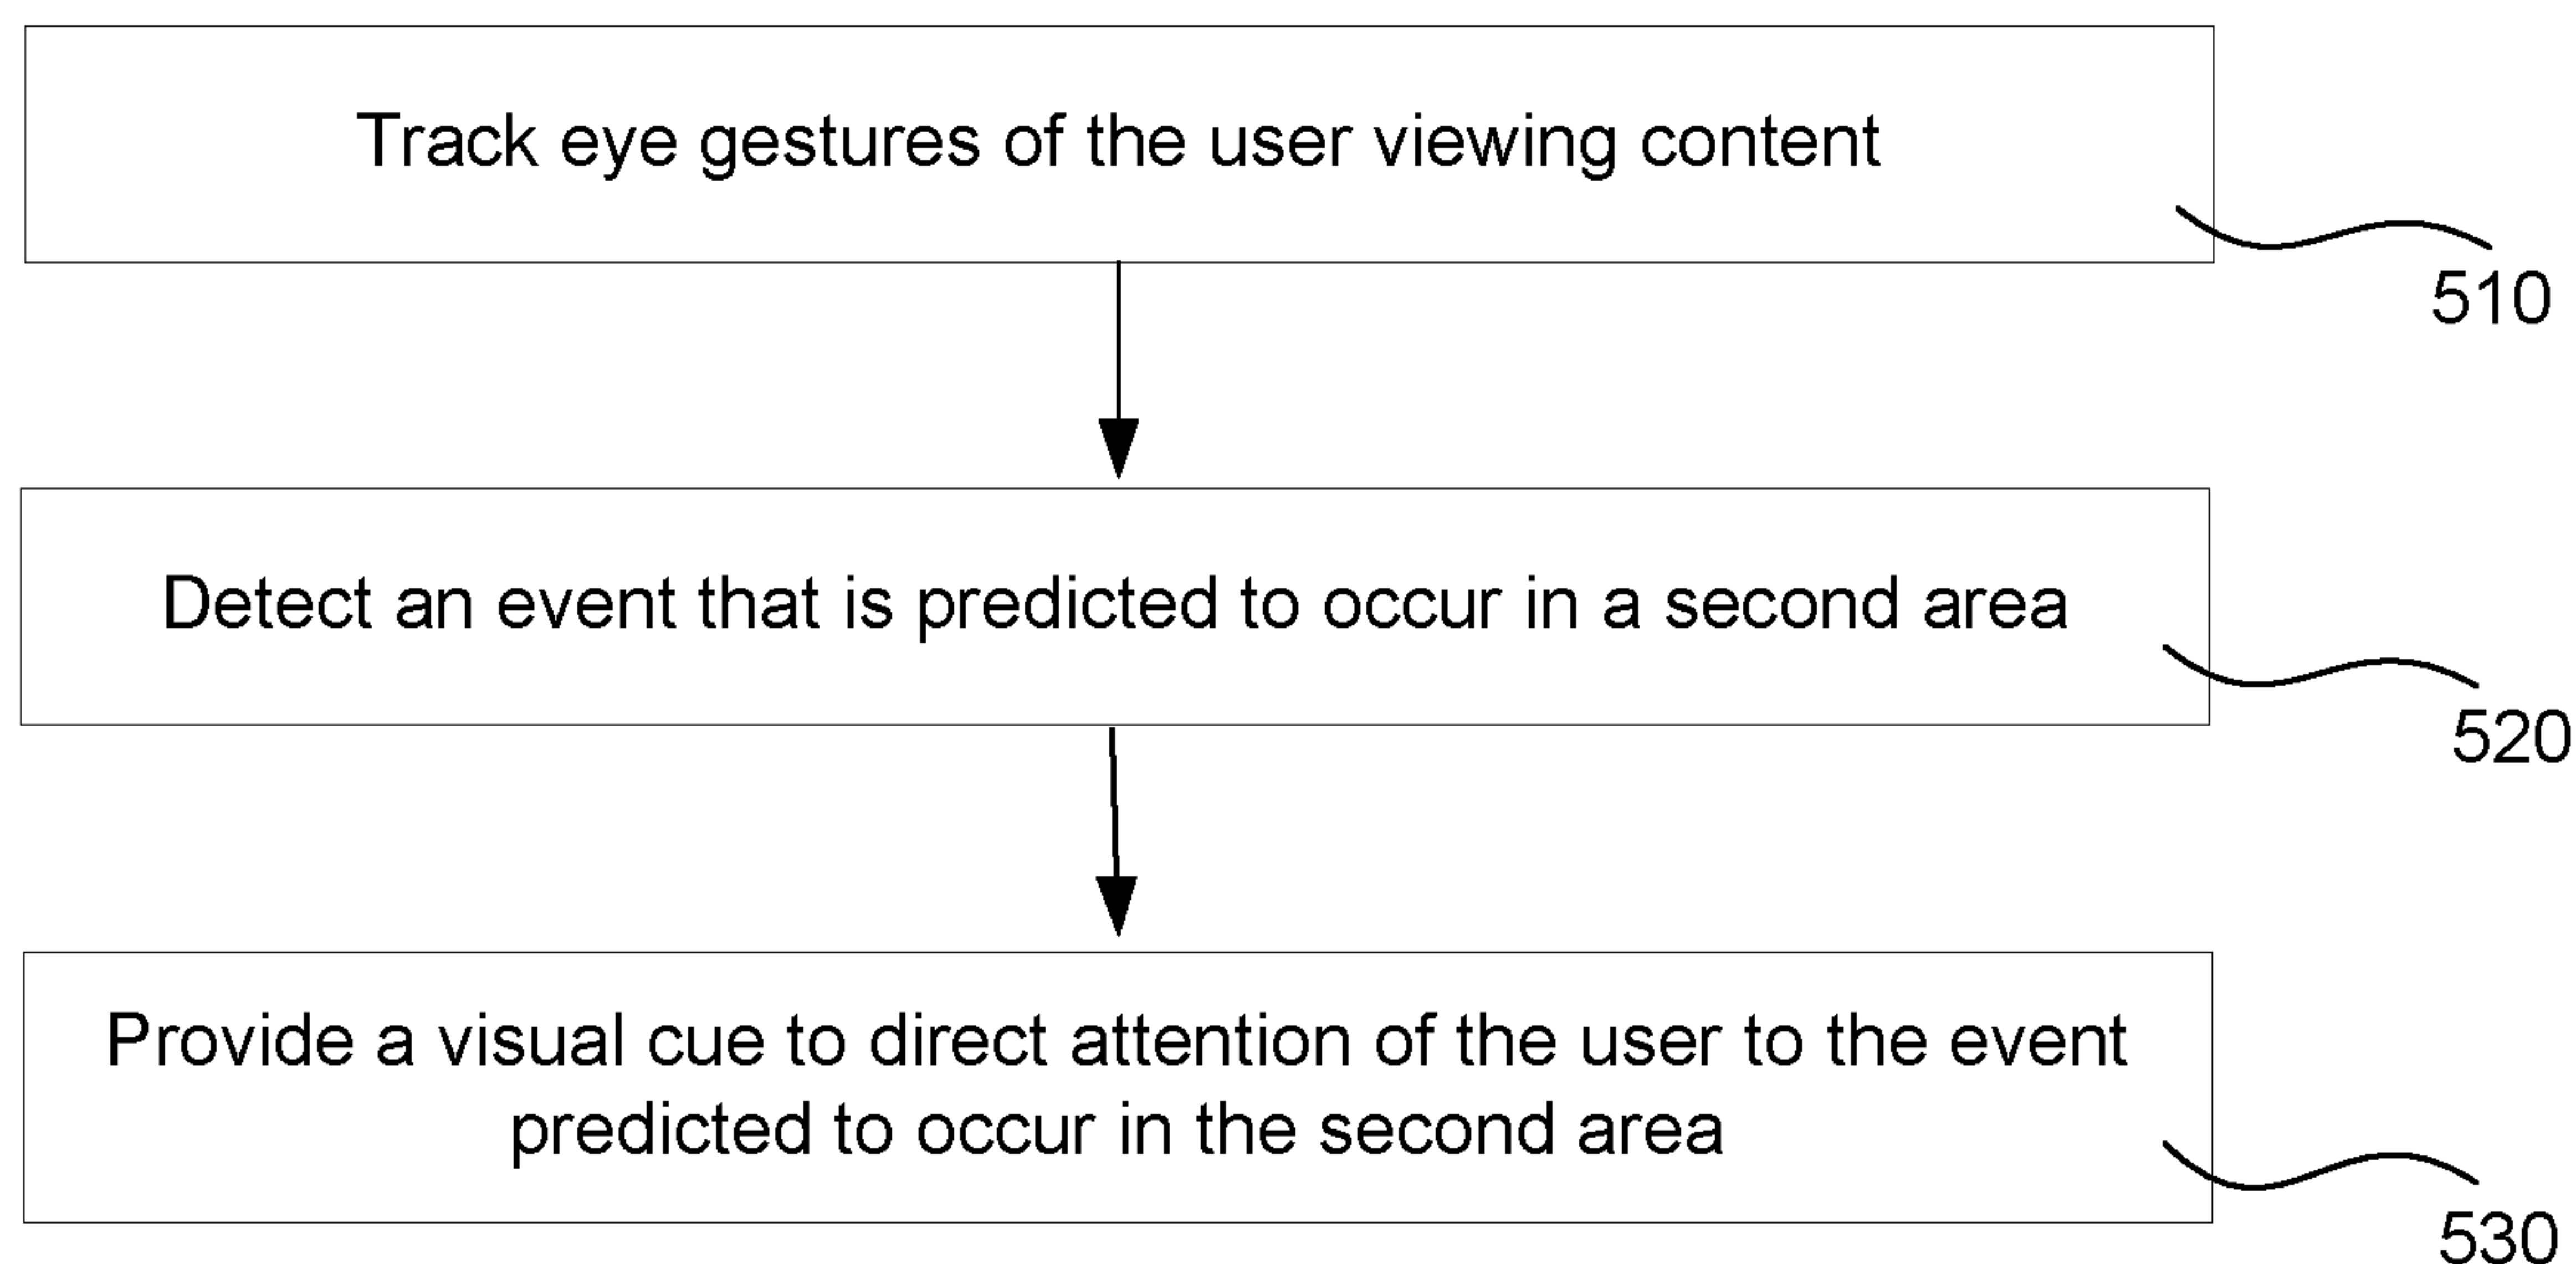 Track eye gestures of the user viewing content
510
Detect an event that is predicted to occur in a second area
520
Provide a visual cue to direct attention of the user to the event
predicted to occur in the second area
530